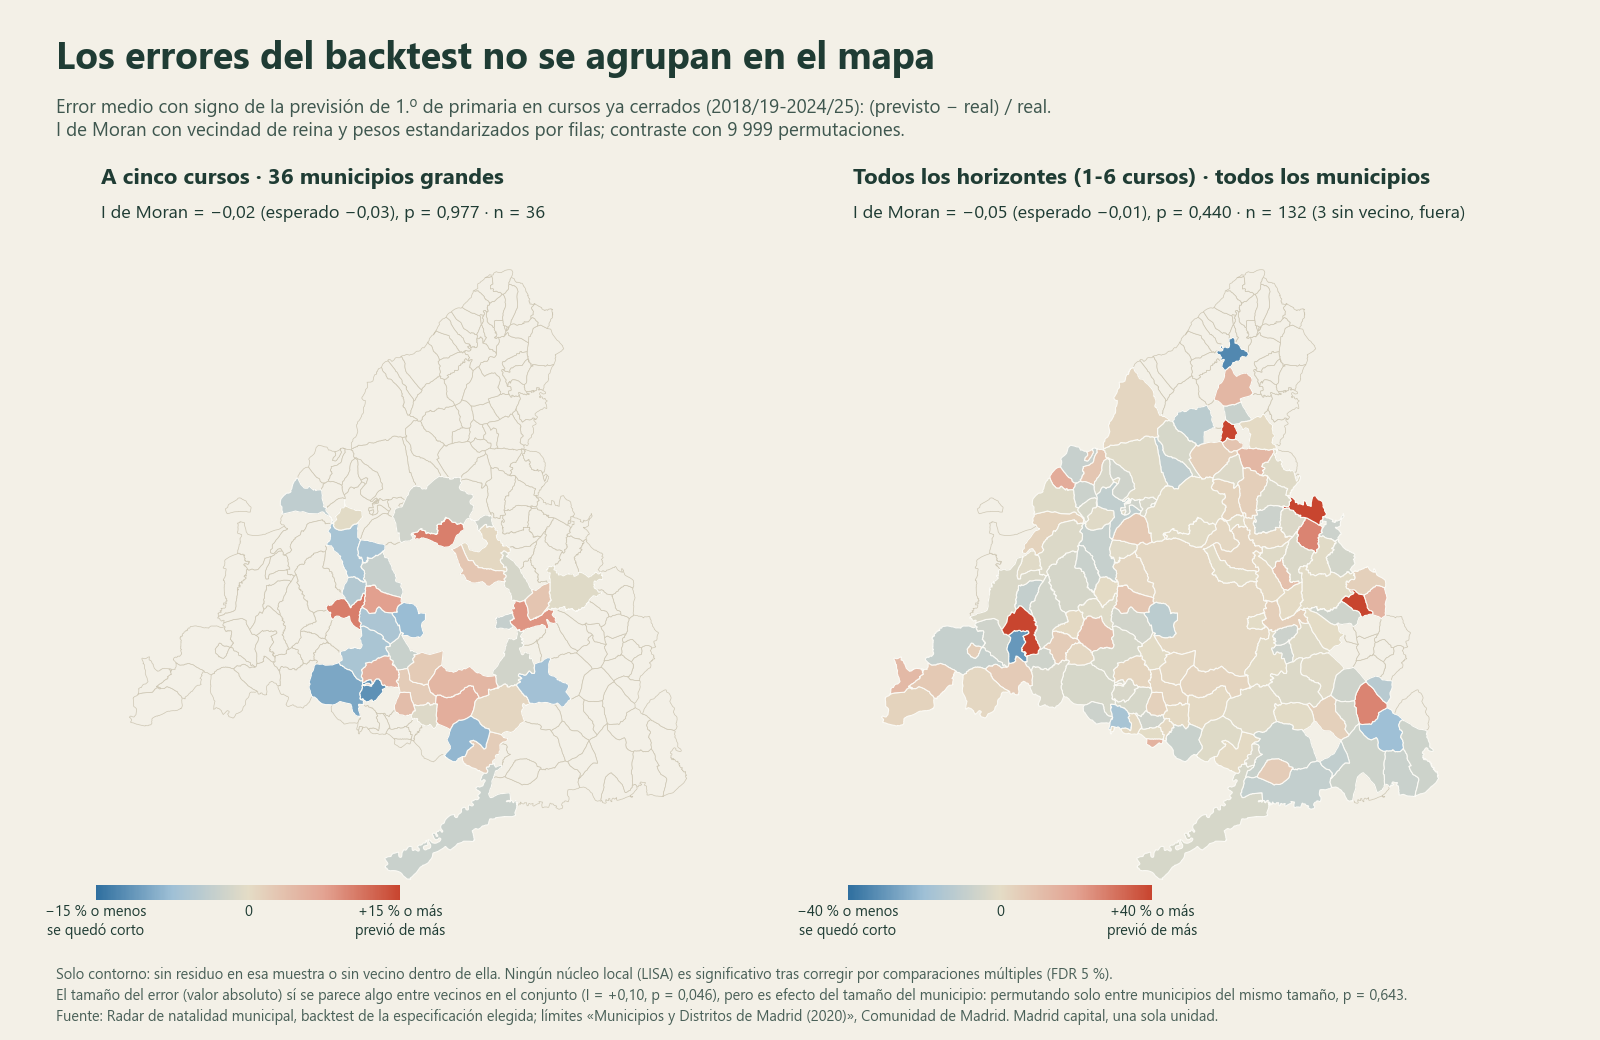 Los errores del backtest no se agrupan en el mapa
Error medio con signo de la previsión de 1.º de primaria en cursos ya cerrados (2018/19-2024/25): (previsto − real) / real.
I de Moran con vecindad de reina y pesos estandarizados por filas; contraste con 9 999 permutaciones.
A cinco cursos · 36 municipios grandes
I de Moran = −0,02 (esperado −0,03), p = 0,977 · n = 36
Todos los horizontes (1-6 cursos) · todos los municipios
I de Moran = −0,05 (esperado −0,01), p = 0,440 · n = 132 (3 sin vecino, fuera)
−15 % o menos
se quedó corto
0
+15 % o más
previó de más
−40 % o menos
se quedó corto
0
+40 % o más
previó de más
Solo contorno: sin residuo en esa muestra o sin vecino dentro de ella. Ningún núcleo local (LISA) es significativo tras corregir por comparaciones múltiples (FDR 5 %).
El tamaño del error (valor absoluto) sí se parece algo entre vecinos en el conjunto (I = +0,10, p = 0,046), pero es efecto del tamaño del municipio: permutando solo entre municipios del mismo tamaño, p = 0,643.
Fuente: Radar de natalidad municipal, backtest de la especificación elegida; límites «Municipios y Distritos de Madrid (2020)», Comunidad de Madrid. Madrid capital, una sola unidad.